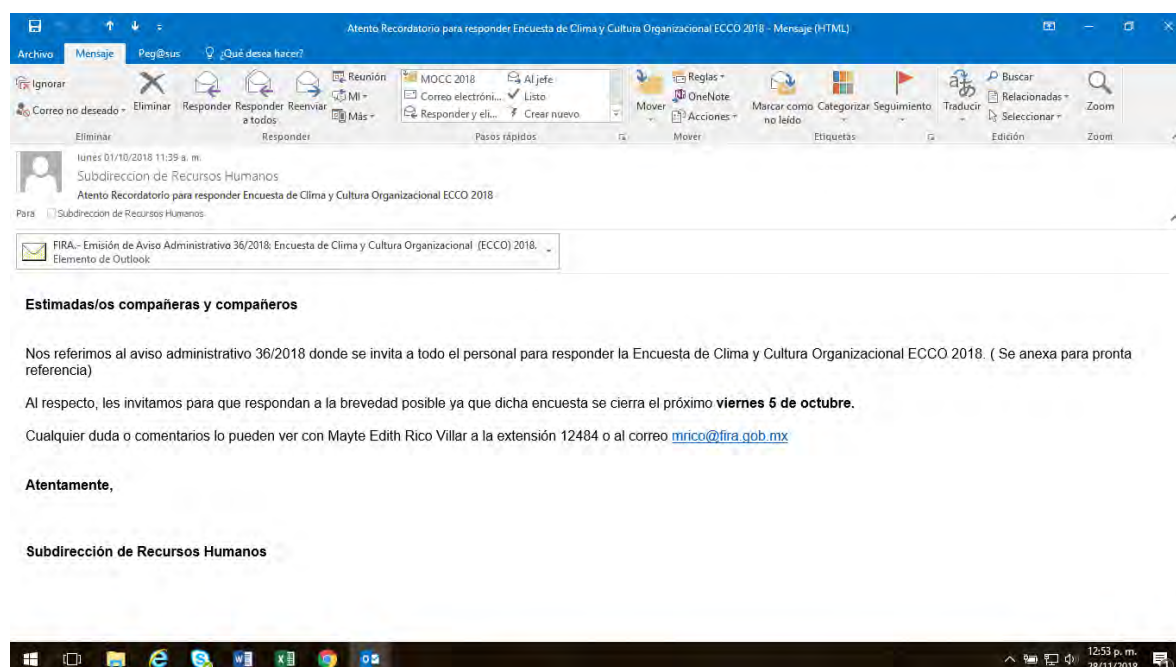 Atento Recordatorio para responder Encuesta de Clima y Cultura Organizacional ECCO 2018 - Mensaje (HTML)
Archivo Mensaje Peg@sus ¿Qué desea hacer?
Ignorar
Correo no deseado
Eliminar
Responder
Responder a todos
Reenviar
Reunión
MI
Más
MOCC 2018
Correo electróni...
Responder y eli...
Al jefe
Listo
Crear nuevo
Mover
Reglas
OneNote
Acciones
Marcar como no leído
Categorizar
Seguimiento
Traducir
Buscar
Relacionadas
Seleccionar
Zoom
Eliminar Responder Pasos rápidos Mover Etiquetas Edición Zoom
lunes 01/10/2018 11:39 a. m.
Subdireccion de Recursos Humanos
Atento Recordatorio para responder Encuesta de Clima y Cultura Organizacional ECCO 2018
Para Subdireccion de Recursos Humanos
FIRA.- Emisión de Aviso Administrativo 36/2018: Encuesta de Clima y Cultura Organizacional (ECCO) 2018.
Elemento de Outlook
Estimadas/os compañeras y compañeros
Nos referimos al aviso administrativo 36/2018 donde se invita a todo el personal para responder la Encuesta de Clima y Cultura Organizacional ECCO 2018. ( Se anexa para pronta
referencia)
Al respecto, les invitamos para que respondan a la brevedad posible ya que dicha encuesta se cierra el próximo viernes 5 de octubre.
Cualquier duda o comentarios lo pueden ver con Mayte Edith Rico Villar a la extensión 12484 o al correo mrico@fira.gob.mx
Atentamente,
Subdirección de Recursos Humanos
12:53 p. m.
28/11/2018